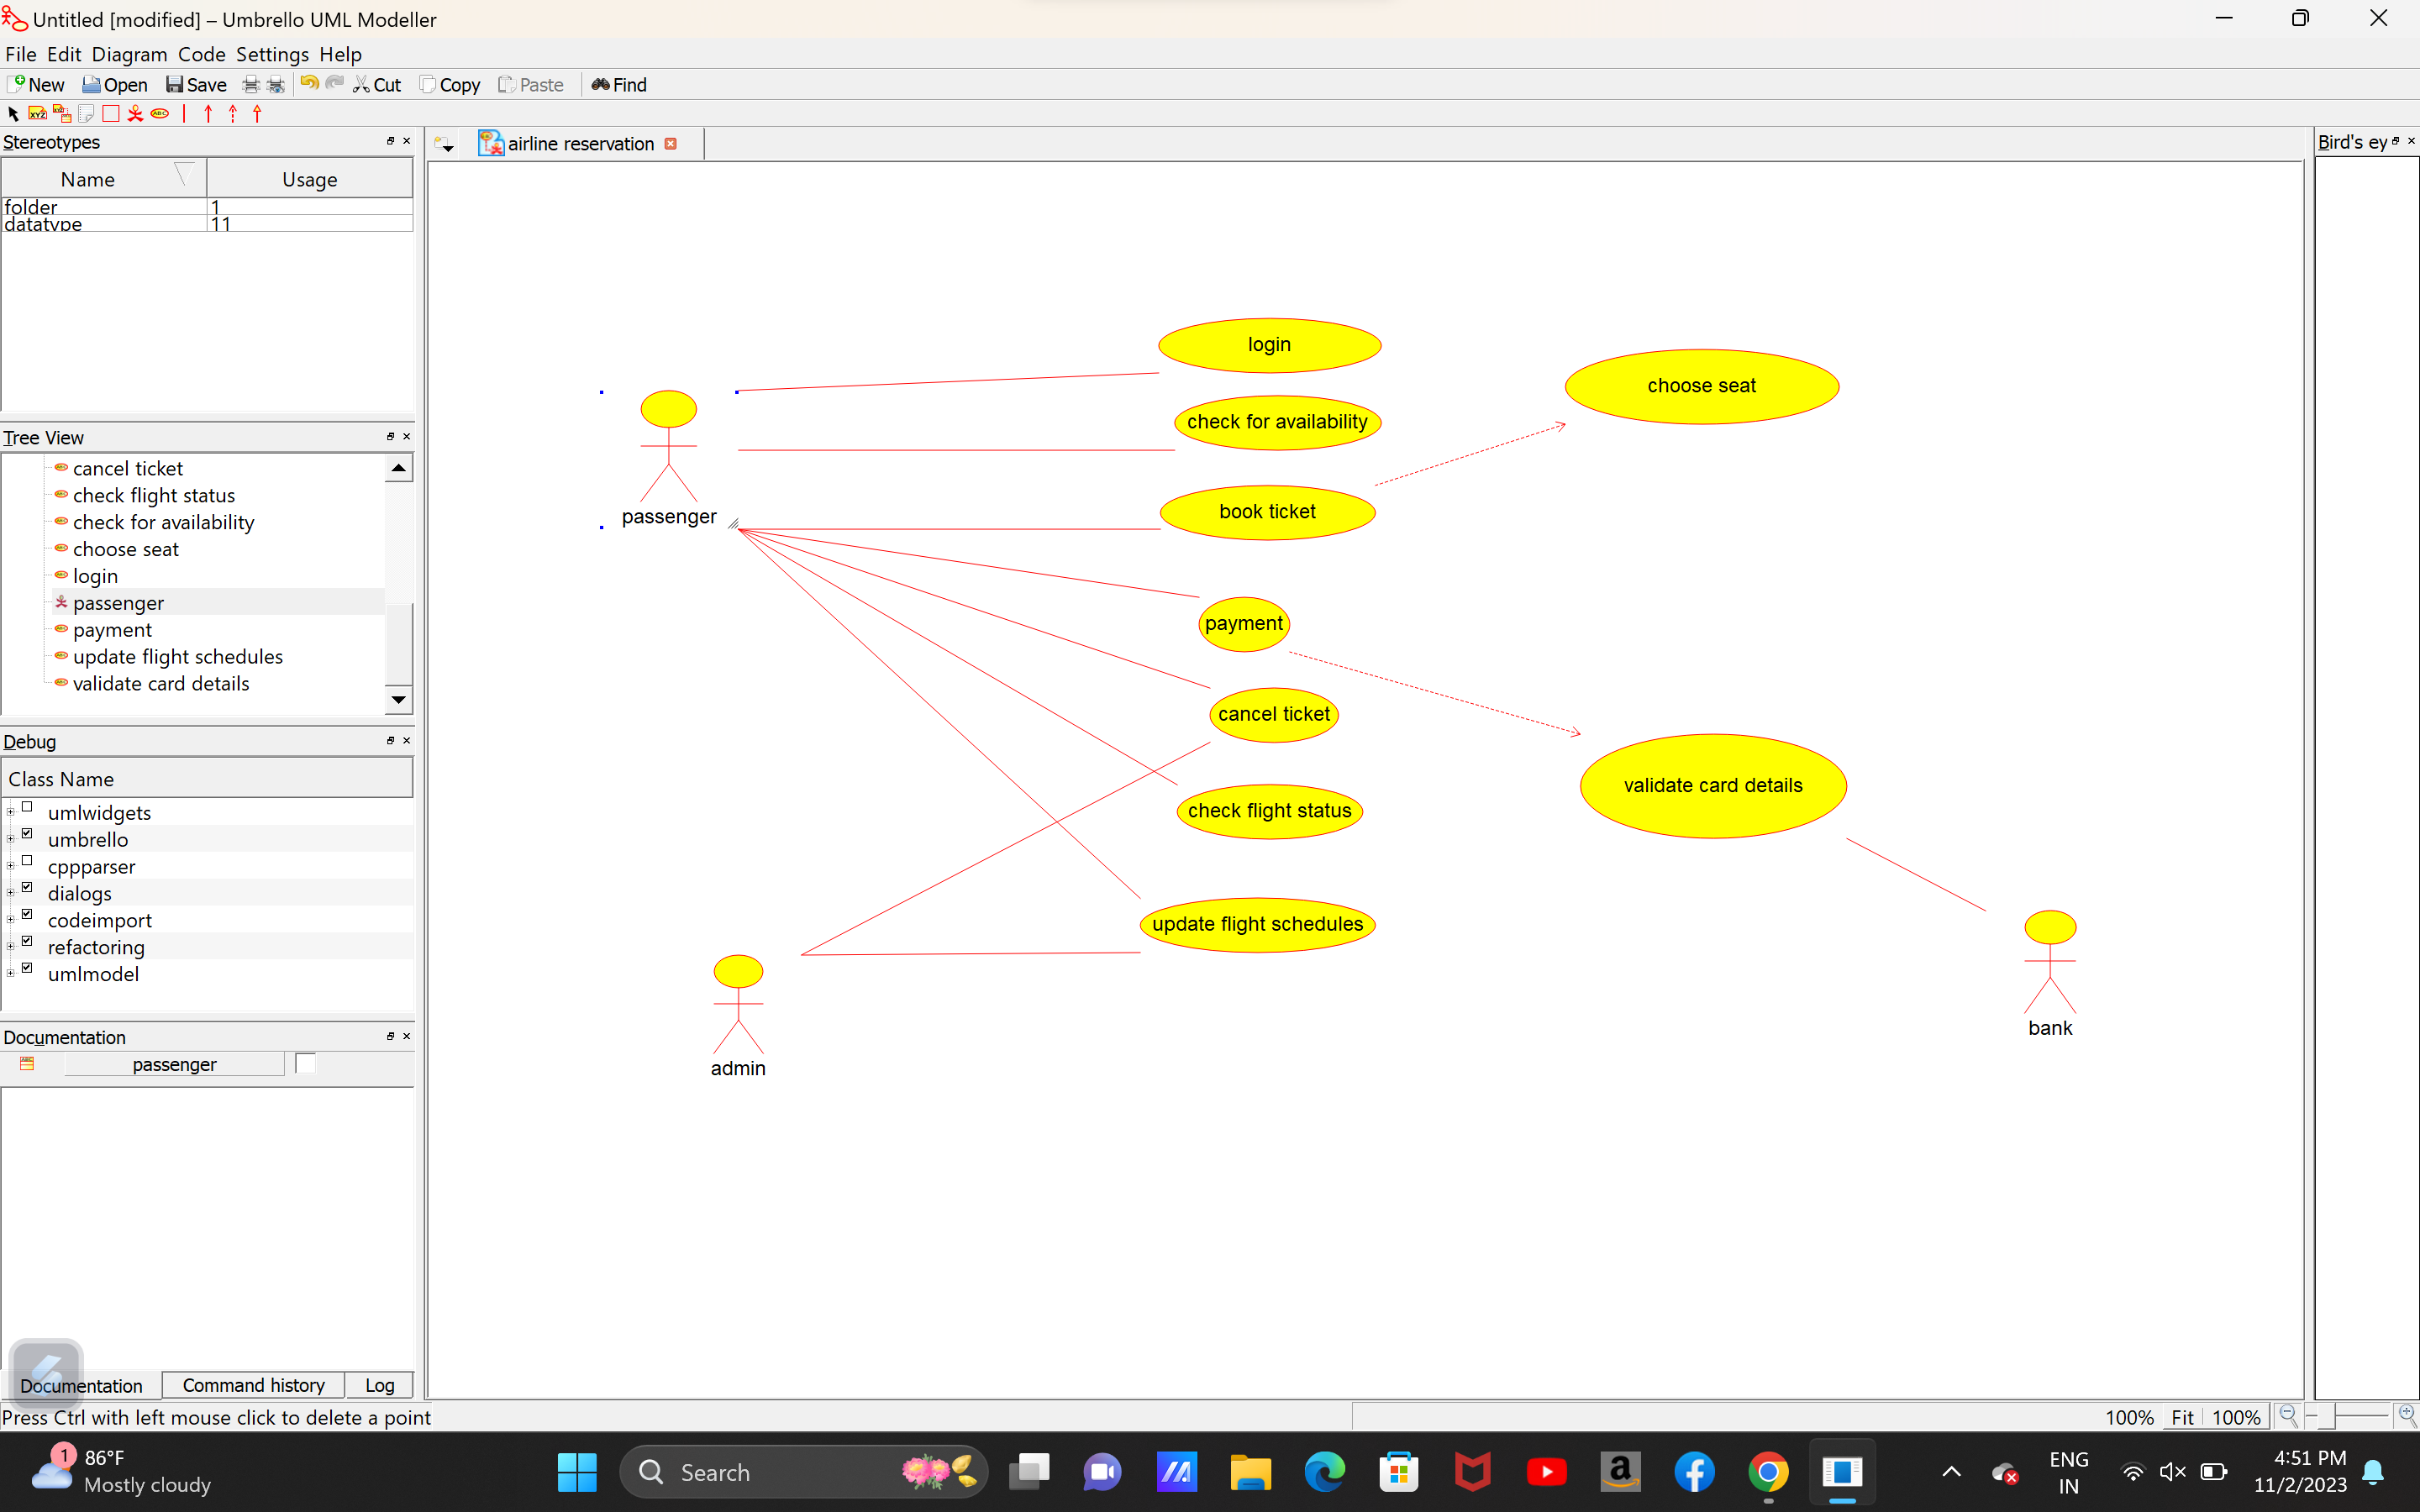 Untitled [modified] – Umbrello UML Modeller
File Edit Diagram Code Settings Help
New Open Save Cut Copy Paste Find
Stereotypes
Name Usage
folder 1
datatype 11
Tree View
cancel ticket
check flight status
check for availability
choose seat
login
passenger
payment
update flight schedules
validate card details
Debug
Class Name
umlwidgets
umbrello
cppparser
dialogs
codeimport
refactoring
umlmodel
Documentation
passenger
Documentation Command history Log
Press Ctrl with left mouse click to delete a point
airline reservation
login
choose seat
check for availability
book ticket
passenger
payment
cancel ticket
validate card details
check flight status
update flight schedules
admin
bank
Bird's ey
100% Fit 100%
1
86°F
Mostly cloudy
Search
ENG
IN
4:51 PM
11/2/2023